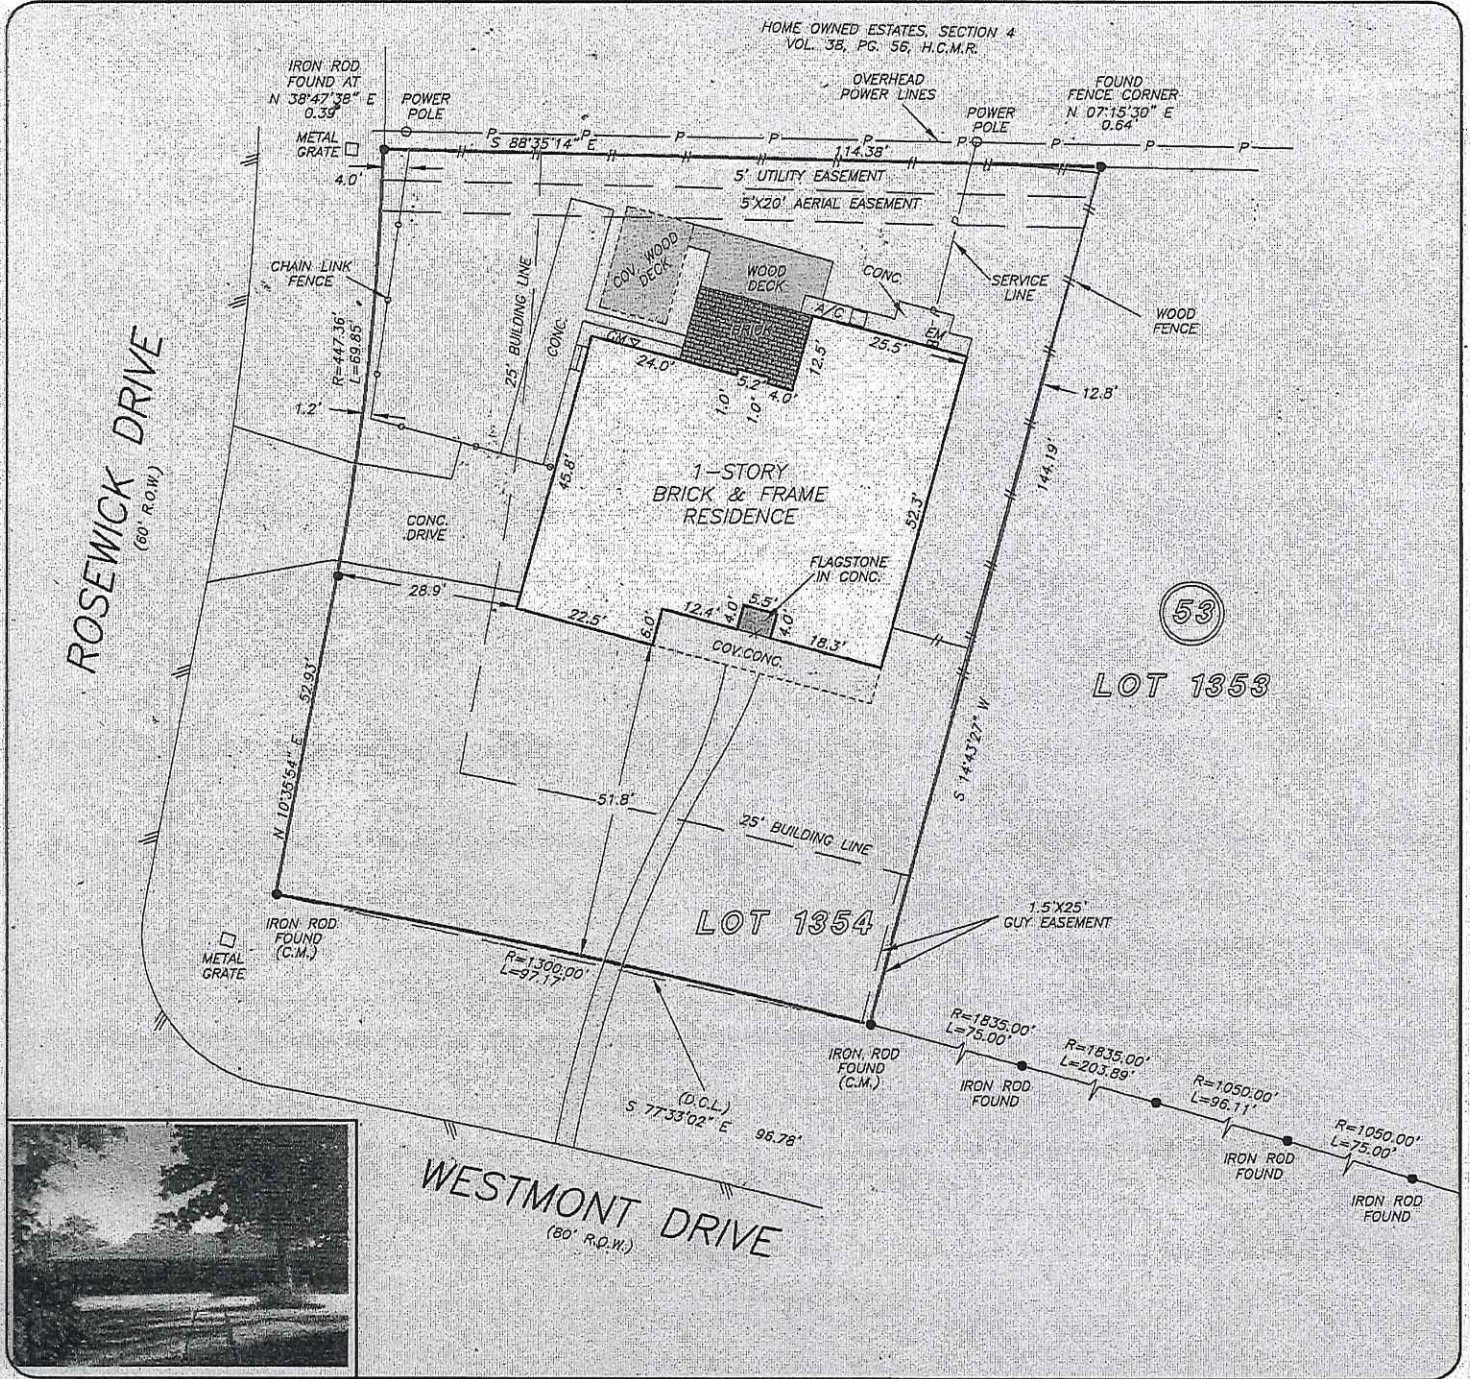 HOME OWNED ESTATES, SECTION 4
VOL. 38, PG. 56, H.C.M.R.
IRON ROD
FOUND AT
N 38°47'38" E
0.39'
POWER
POLE
OVERHEAD
POWER LINES
POWER
POLE
FOUND
FENCE CORNER
N 07°15'30" E
0.64'
METAL
GRATE
P P P P P P P P P
S 88°35'14" E
114.38'
4.0'
5' UTILITY EASEMENT
5'X20' AERIAL EASEMENT
P
CHAIN LINK
FENCE
25' BUILDING LINE
CONC.
COV. WOOD
DECK
WOOD
DECK
CONC.
SERVICE
LINE
WOOD
FENCE
A/C
P
EM
BRICK
GM
R=447.36'
L=69.85'
24.0'
5.2'
4.0'
1.0'
1.0'
12.5'
25.5'
12.8'
1.2'
ROSEWICK DRIVE
(60' R.O.W.)
45.8'
1-STORY
BRICK & FRAME
RESIDENCE
52.3'
144.19'
CONC.
DRIVE
FLAGSTONE
IN CONC.
28.9'
22.5'
6.0'
12.4'
4.0'
5.5'
4.0'
18.3'
COV.CONC.
53
LOT 1353
N 10°35'54" E 52.93'
S 14°43'27" W
51.8'
25' BUILDING LINE
LOT 1354
1.5'X25'
GUY EASEMENT
IRON ROD
FOUND
(C.M.)
METAL
GRATE
R=1300.00'
L=97.17'
IRON ROD
FOUND
(C.M.)
R=1835.00'
L=75.00'
IRON ROD
FOUND
R=1835.00'
L=203.89'
R=1050.00'
L=96.11'
IRON ROD
FOUND
R=1050.00'
L=75.00'
IRON ROD
FOUND
(D.C.L.)
S 77°33'02" E 96.78'
WESTMONT DRIVE
(80' R.O.W.)